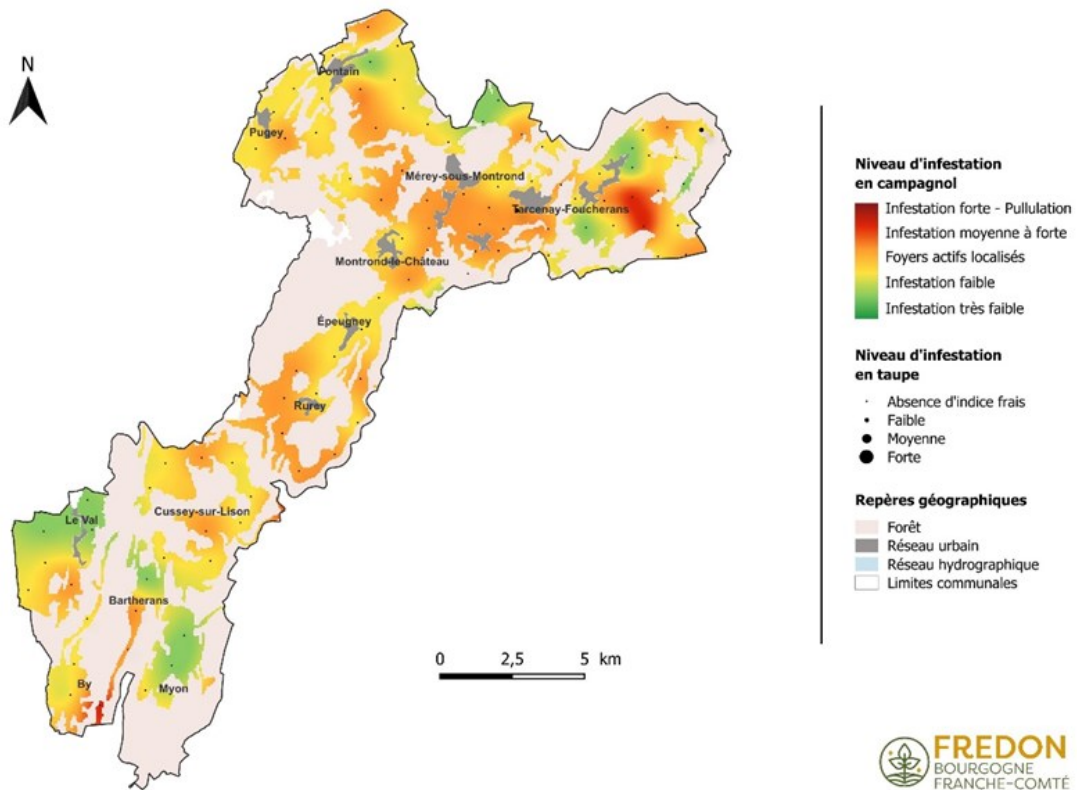 N
Pontain
Pugey
Mérey-sous-Montrond
Tarcenay-Foucherans
Montrond-le-Château
Épeugney
Rurey
Cussey-sur-Lison
Le Val
Bartherans
By
Myon
0 2,5 5 km
Niveau d'infestation
en campagnol
Infestation forte - Pullulation
Infestation moyenne à forte
Foyers actifs localisés
Infestation faible
Infestation très faible
Niveau d'infestation
en taupe
Absence d'indice frais
Faible
Moyenne
Forte
Repères géographiques
Forêt
Réseau urbain
Réseau hydrographique
Limites communales
FREDON
BOURGOGNE
FRANCHE-COMTÉ